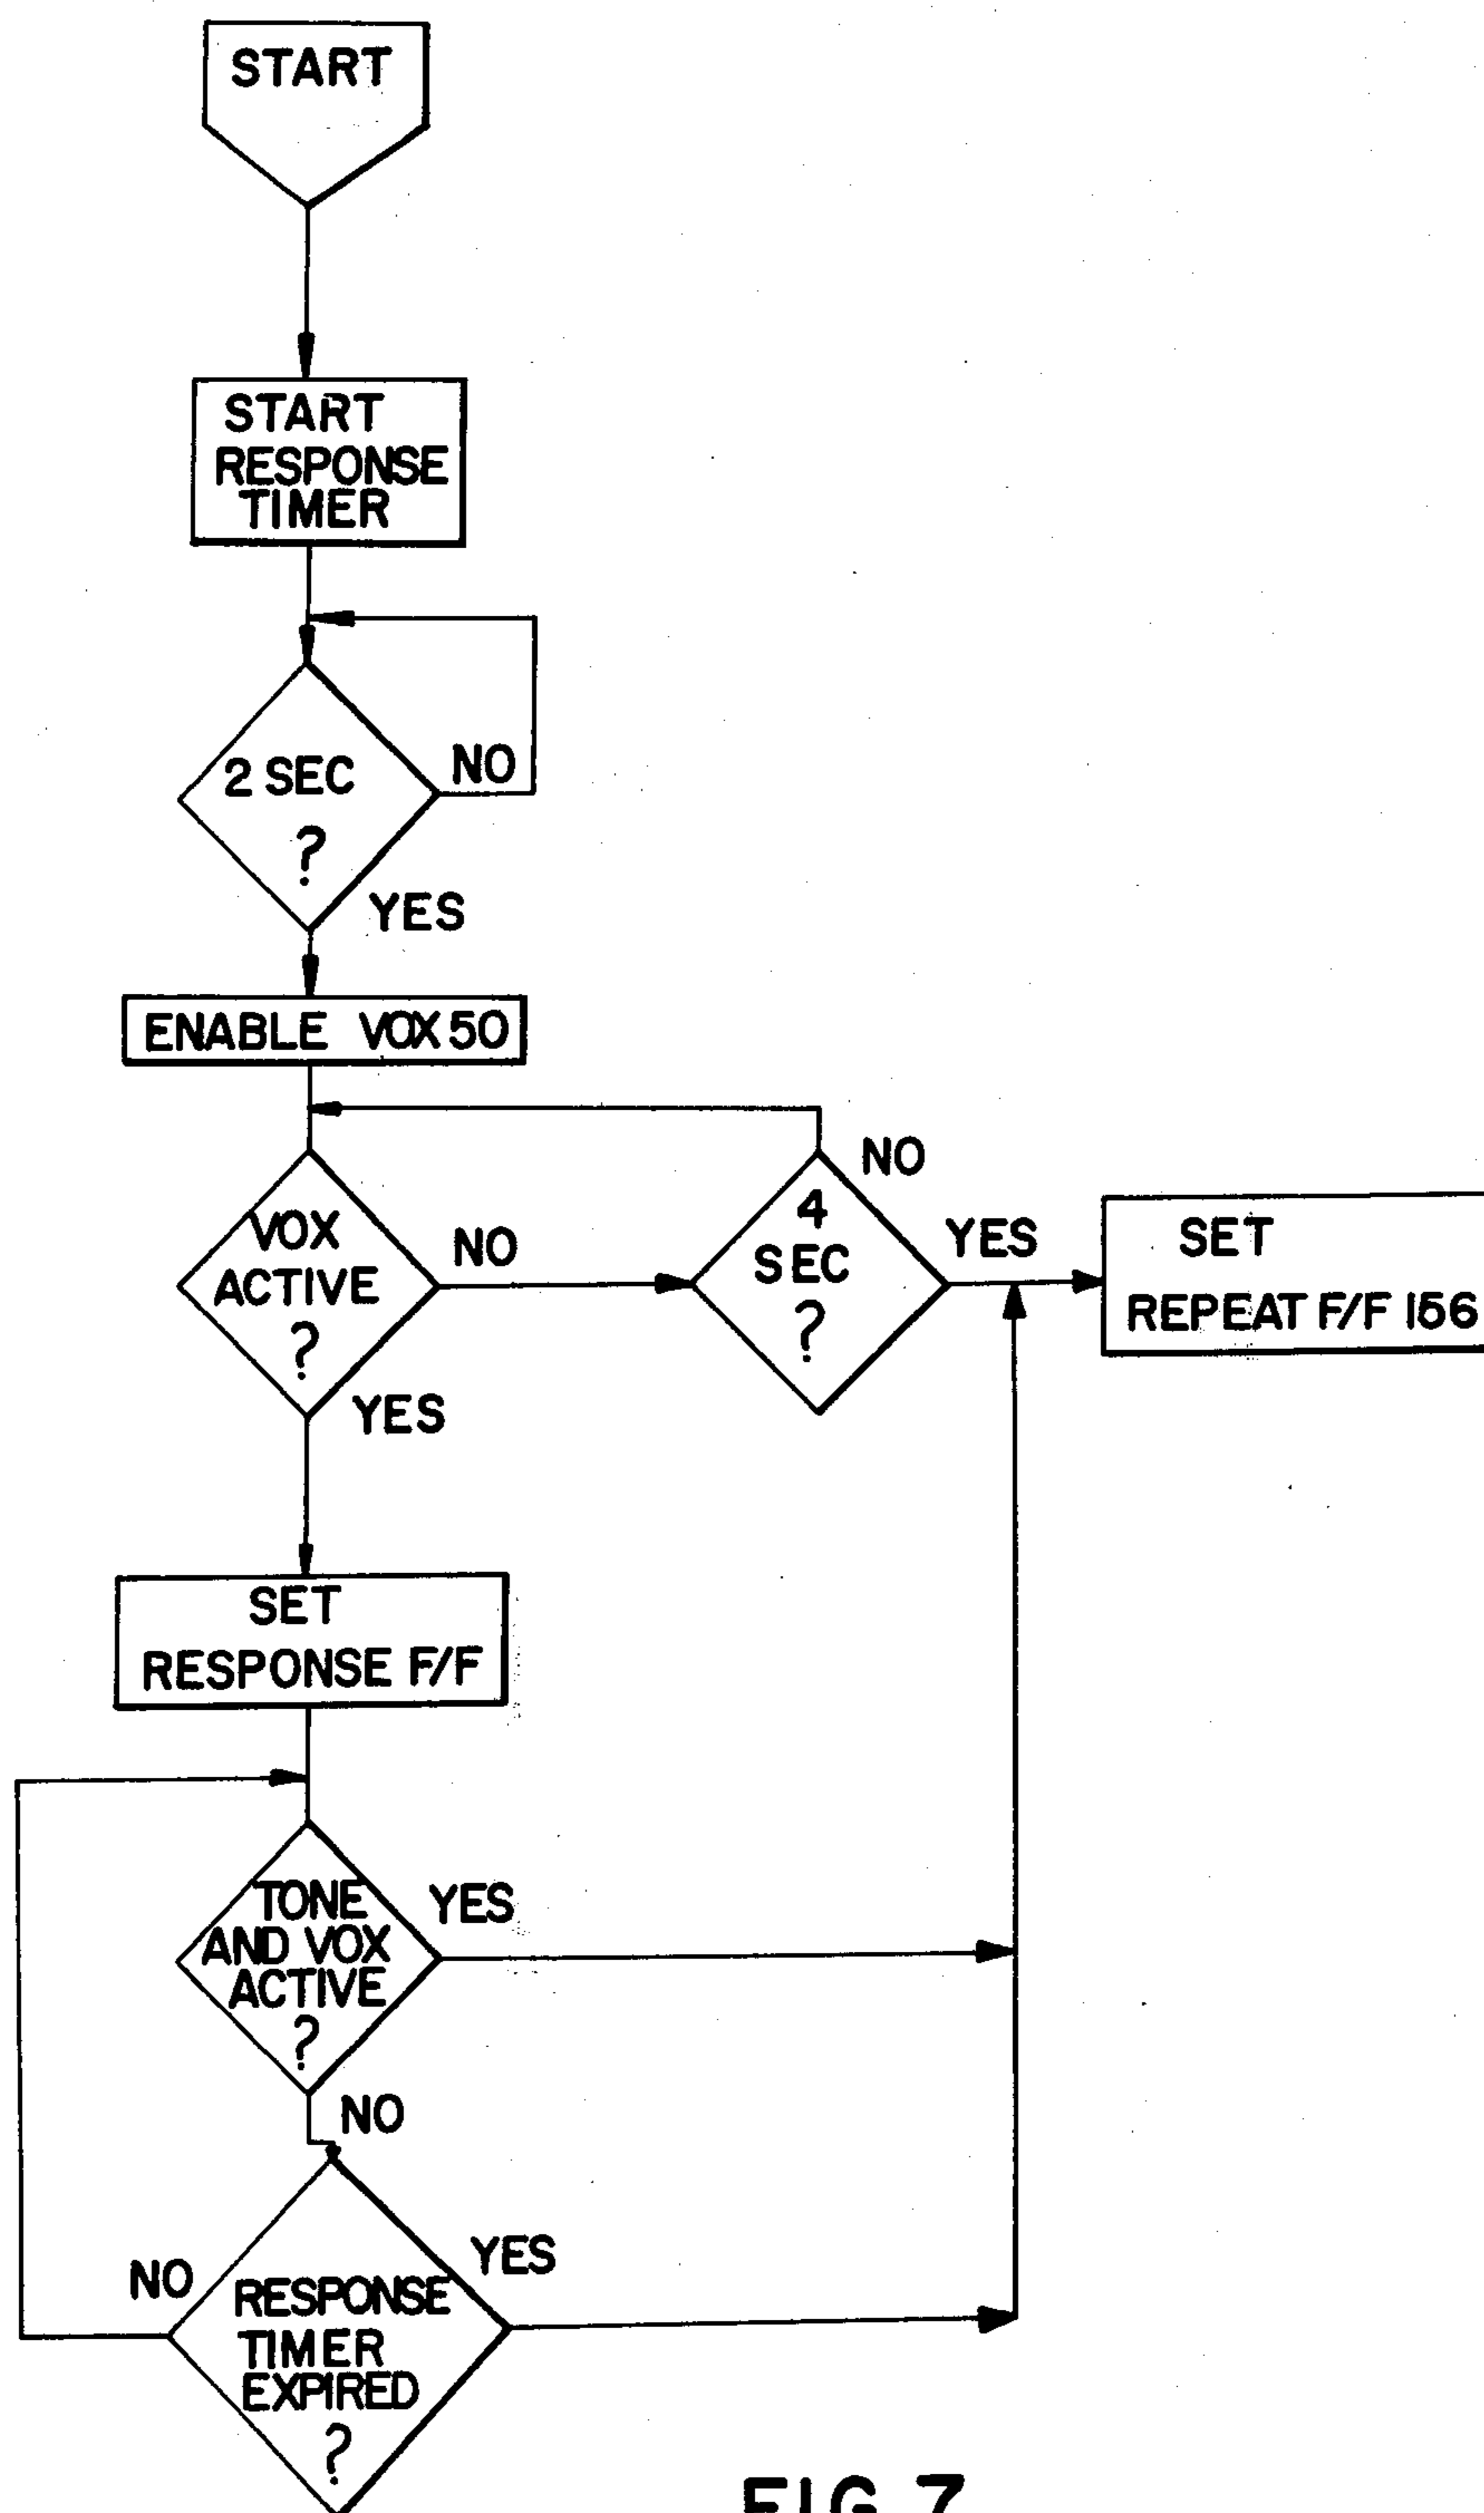 START
START
RESPONSE
TIMER
2 SEC
?
NO
YES
ENABLE VOX 50
VOX
ACTIVE
?
NO
YES
4
SEC
?
NO
YES
SET
REPEAT F/F 156
SET
RESPONSE F/F
TONE
AND VOX
ACTIVE
?
YES
NO
RESPONSE
TIMER
EXPIRED
?
NO
YES
FIG. 7